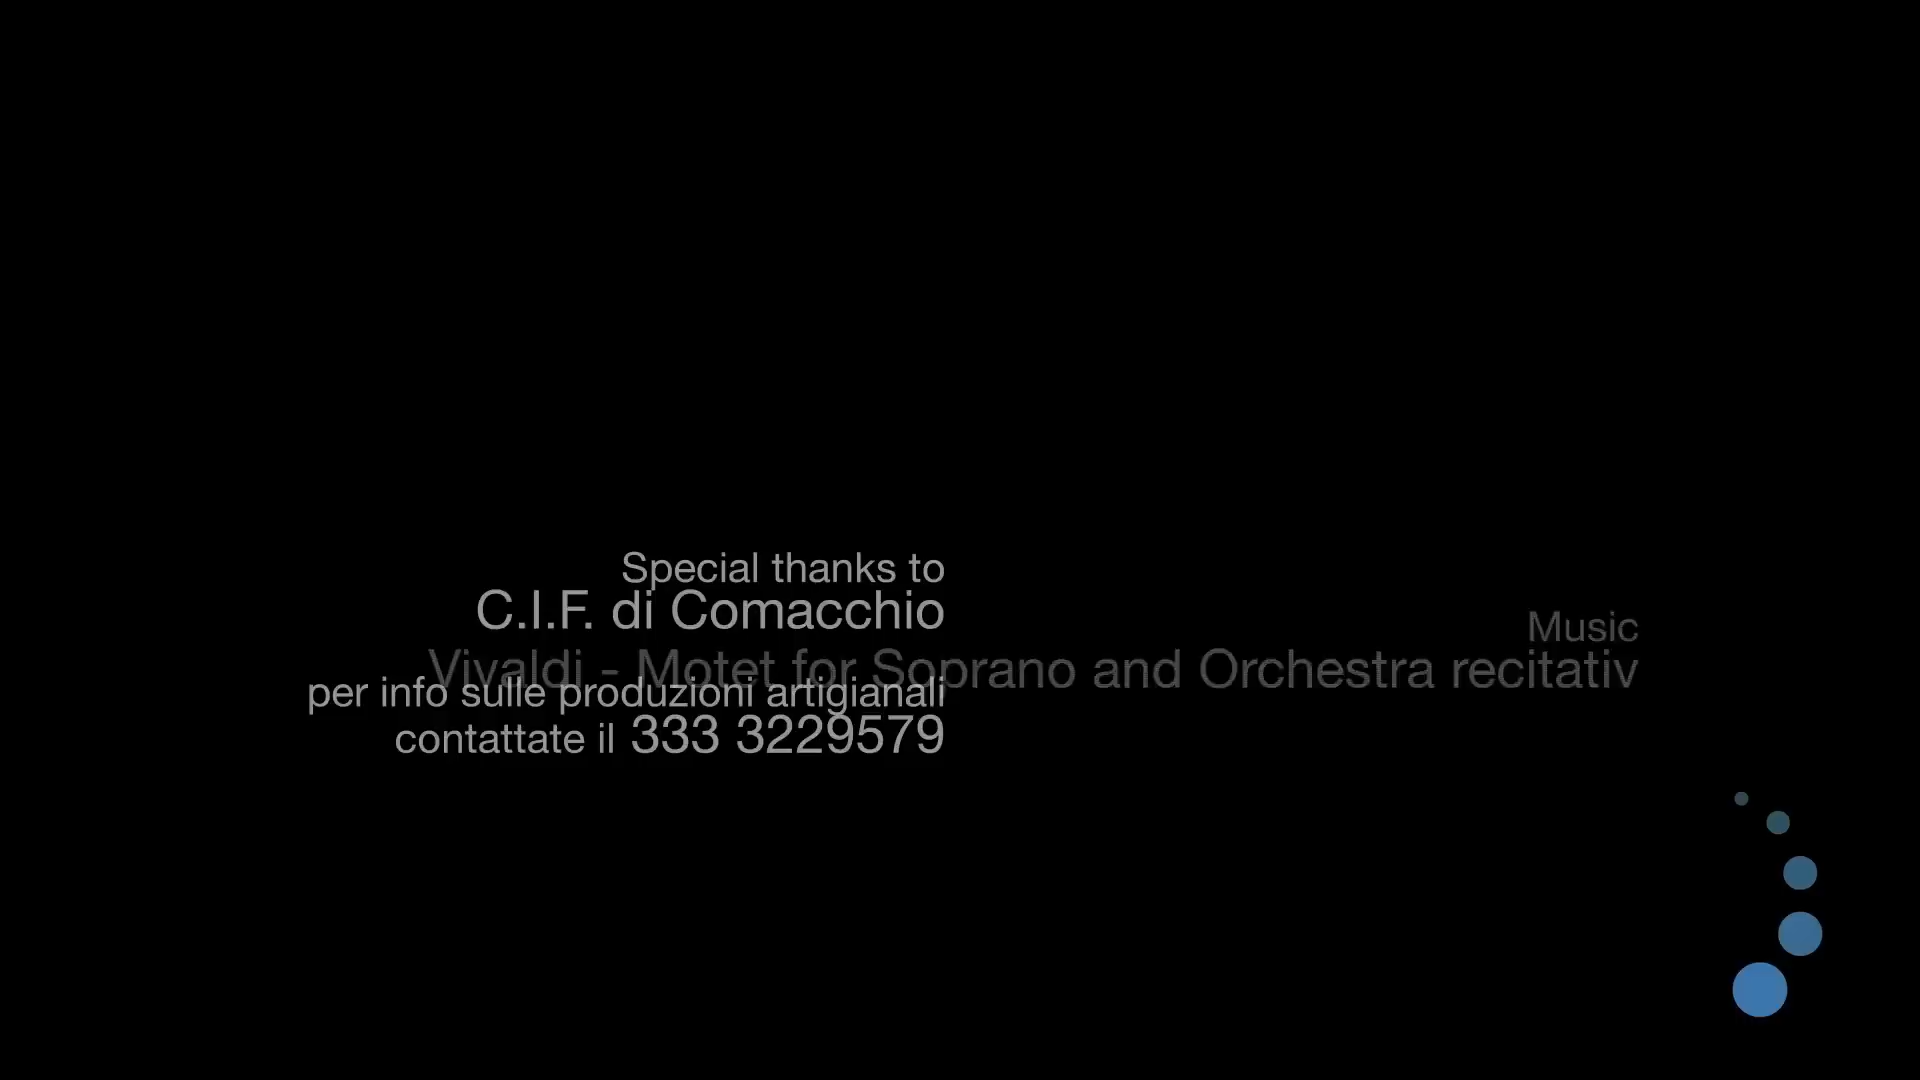 Special thanks to
C.I.F. di Comacchio
per info sulle produzioni artigianali
contattate il 333 3229579
Music
Vivaldi - Motet for Soprano and Orchestra recitativ